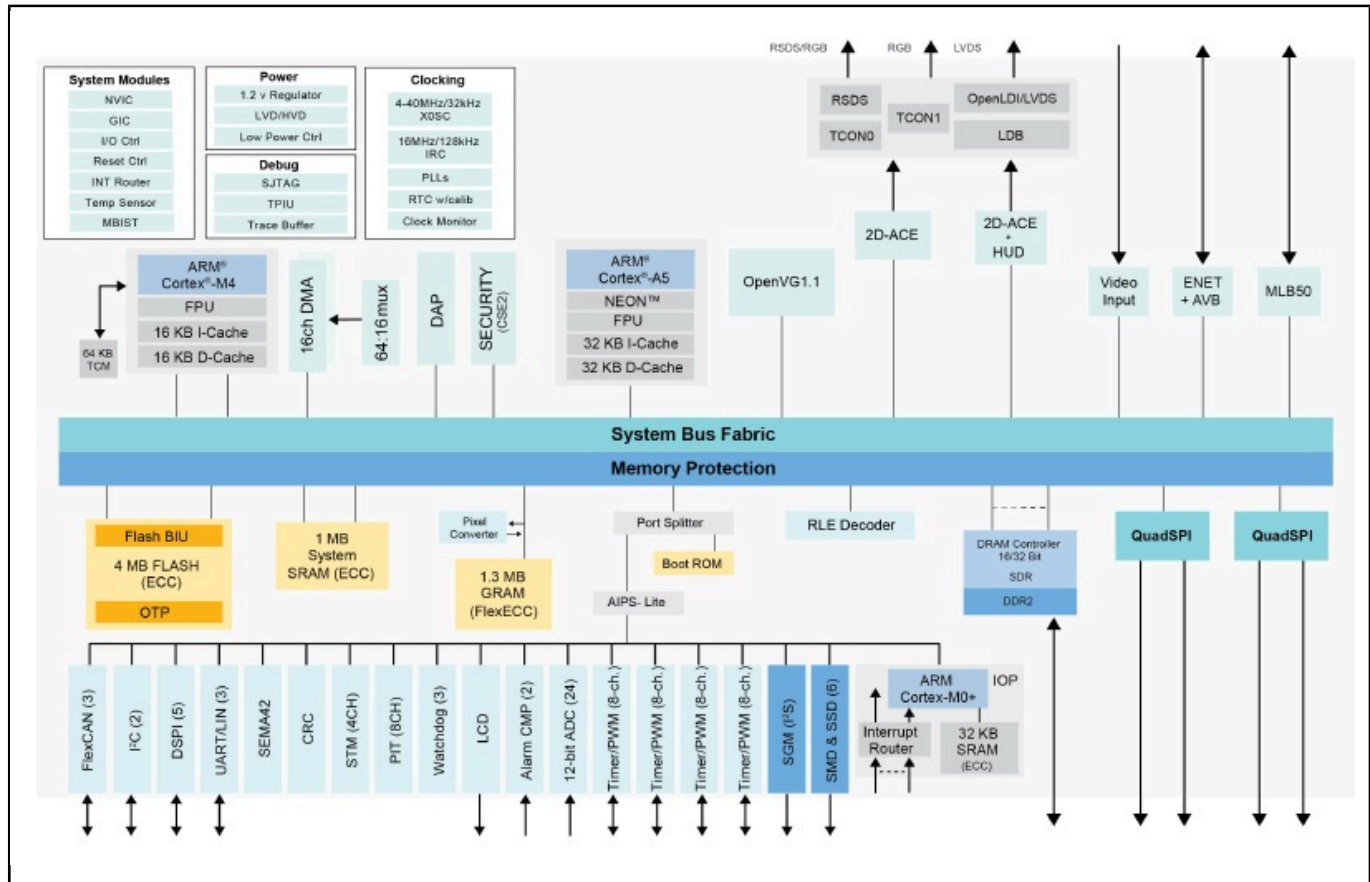 RSDS/RGB
RGB
LVDS
System Modules
NVIC
GIC
I/O Ctrl
Reset Ctrl
INT Router
Temp Sensor
MBIST
Power
1.2 v Regulator
LVD/HVD
Low Power Ctrl
Debug
SJTAG
TPIU
Trace Buffer
Clocking
4-40MHz/32kHz
X0SC
16MHz/128kHz
IRC
PLLs
RTC w/calib
Clock Monitor
RSDS
TCON0
TCON1
OpenLDI/LVDS
LDB
64 KB
TCM
ARM®
Cortex®-M4
FPU
16 KB I-Cache
16 KB D-Cache
16ch DMA
64:16mux
DAP
SECURITY
(CSE2)
ARM®
Cortex®-A5
NEON™
FPU
32 KB I-Cache
32 KB D-Cache
OpenVG1.1
2D-ACE
2D-ACE
+
HUD
Video
Input
ENET
+ AVB
MLB50
System Bus Fabric
Memory Protection
Flash BIU
4 MB FLASH
(ECC)
OTP
1 MB
System
SRAM (ECC)
Pixel
Converter
1.3 MB
GRAM
(FlexECC)
Port Splitter
Boot ROM
AIPS- Lite
RLE Decoder
DRAM Controller
16/32 Bit
SDR
DDR2
QuadSPI
QuadSPI
FlexCAN (3)
I²C (2)
DSPI (5)
UART/LIN (3)
SEMA42
CRC
STM (4CH)
PIT (8CH)
Watchdog (3)
LCD
Alarm CMP (2)
12-bit ADC (24)
Timer/PWM (8-ch.)
Timer/PWM (8-ch.)
Timer/PWM (8-ch.)
Timer/PWM (8-ch.)
SGM (I²S)
SMD & SSD (6)
ARM
Cortex-M0+
IOP
Interrupt
Router
32 KB
SRAM
(ECC)